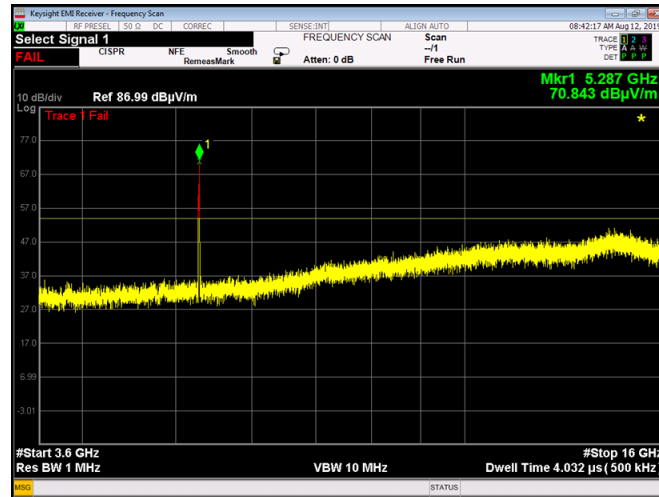 Keysight EMI Receiver - Frequency Scan
LXI RF PRESEL 50 Ω DC CORREC SENSE:INT ALIGN AUTO 08:42:17 AM Aug 12, 2019
Select Signal 1 FREQUENCY SCAN Scan TRACE 1 2 3
FAIL CISPR NFE Smooth --/1 TYPE A A W
RemeasMark Atten: 0 dB Free Run DET P P P
Mkr1 5.287 GHz
10 dB/div Ref 86.99 dBµV/m 70.843 dBµV/m
Log
Trace 1 Fail *
1
77.0
67.0
57.0
47.0
37.0
27.0
17.0
6.99
-3.01
#Start 3.6 GHz #Stop 16 GHz
Res BW 1 MHz VBW 10 MHz Dwell Time 4.032 µs (500 kHz)
MSG STATUS